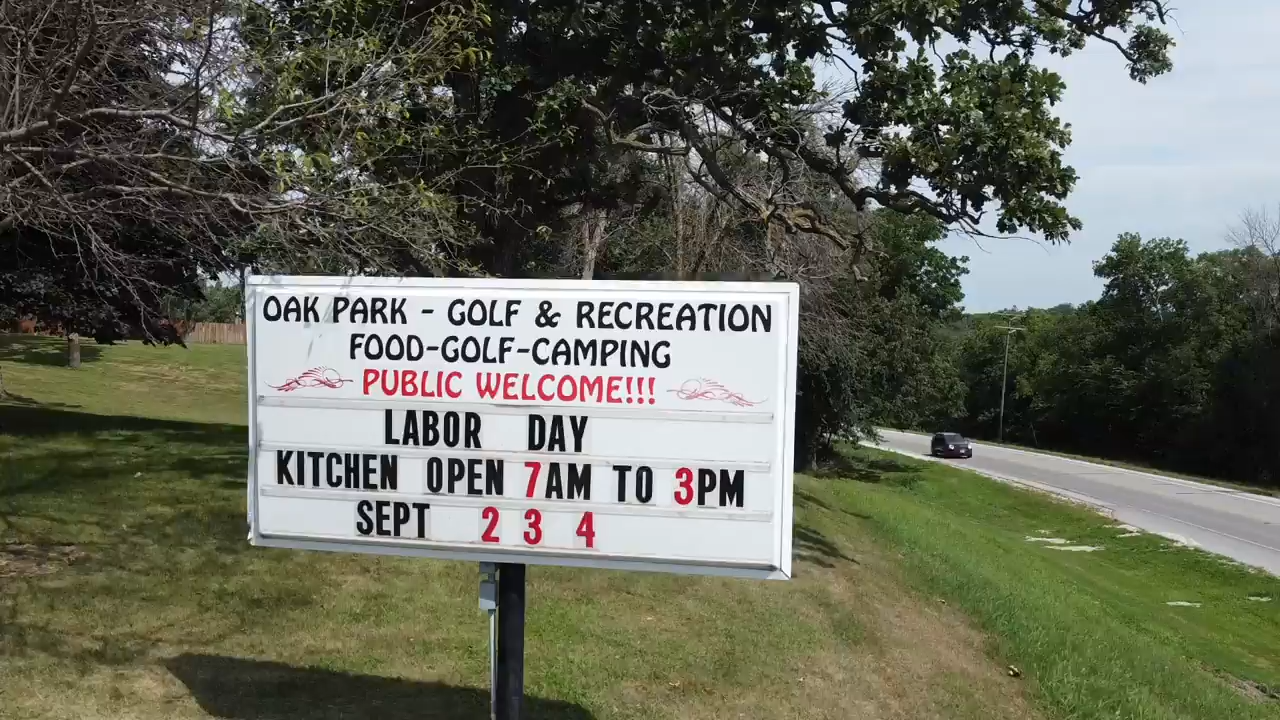 OAK PARK - GOLF & RECREATION
FOOD-GOLF-CAMPING
PUBLIC WELCOME!!!
LABOR DAY
KITCHEN OPEN 7AM TO 3PM
SEPT 2 3 4